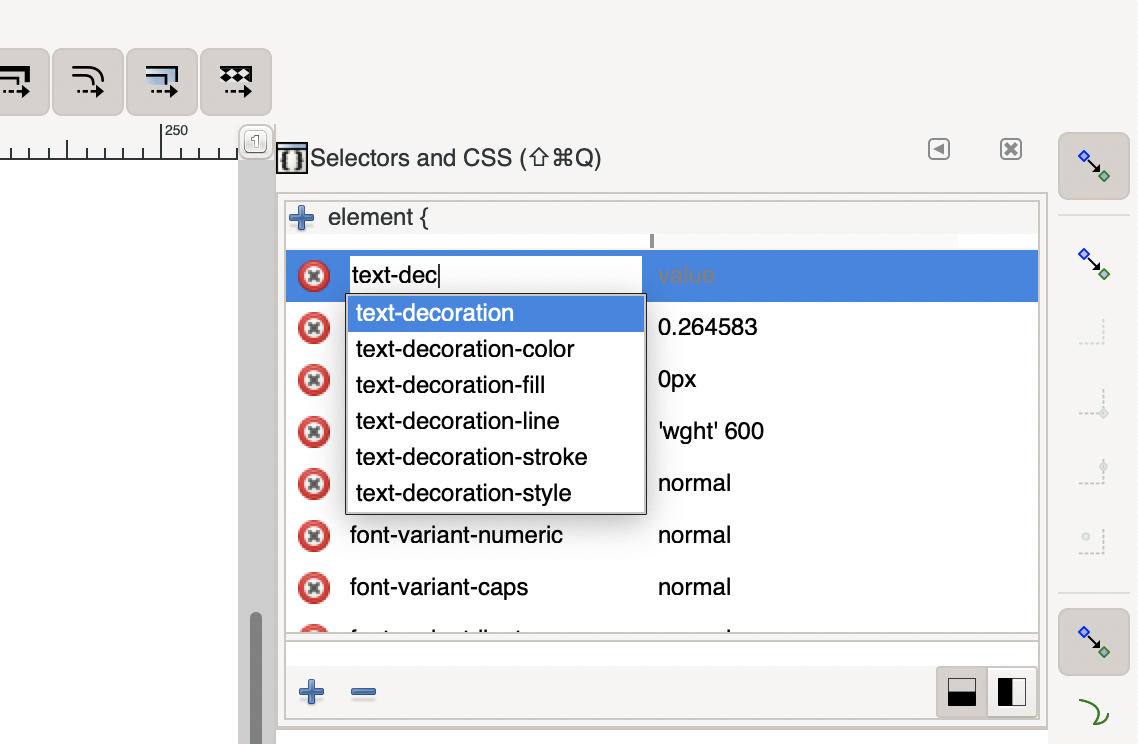 250
1
Selectors and CSS (⇧⌘Q)
element {
text-dec value
text-decoration
text-decoration-color 0.264583
text-decoration-fill 0px
text-decoration-line 'wght' 600
text-decoration-stroke
text-decoration-style normal
font-variant-numeric normal
font-variant-caps normal